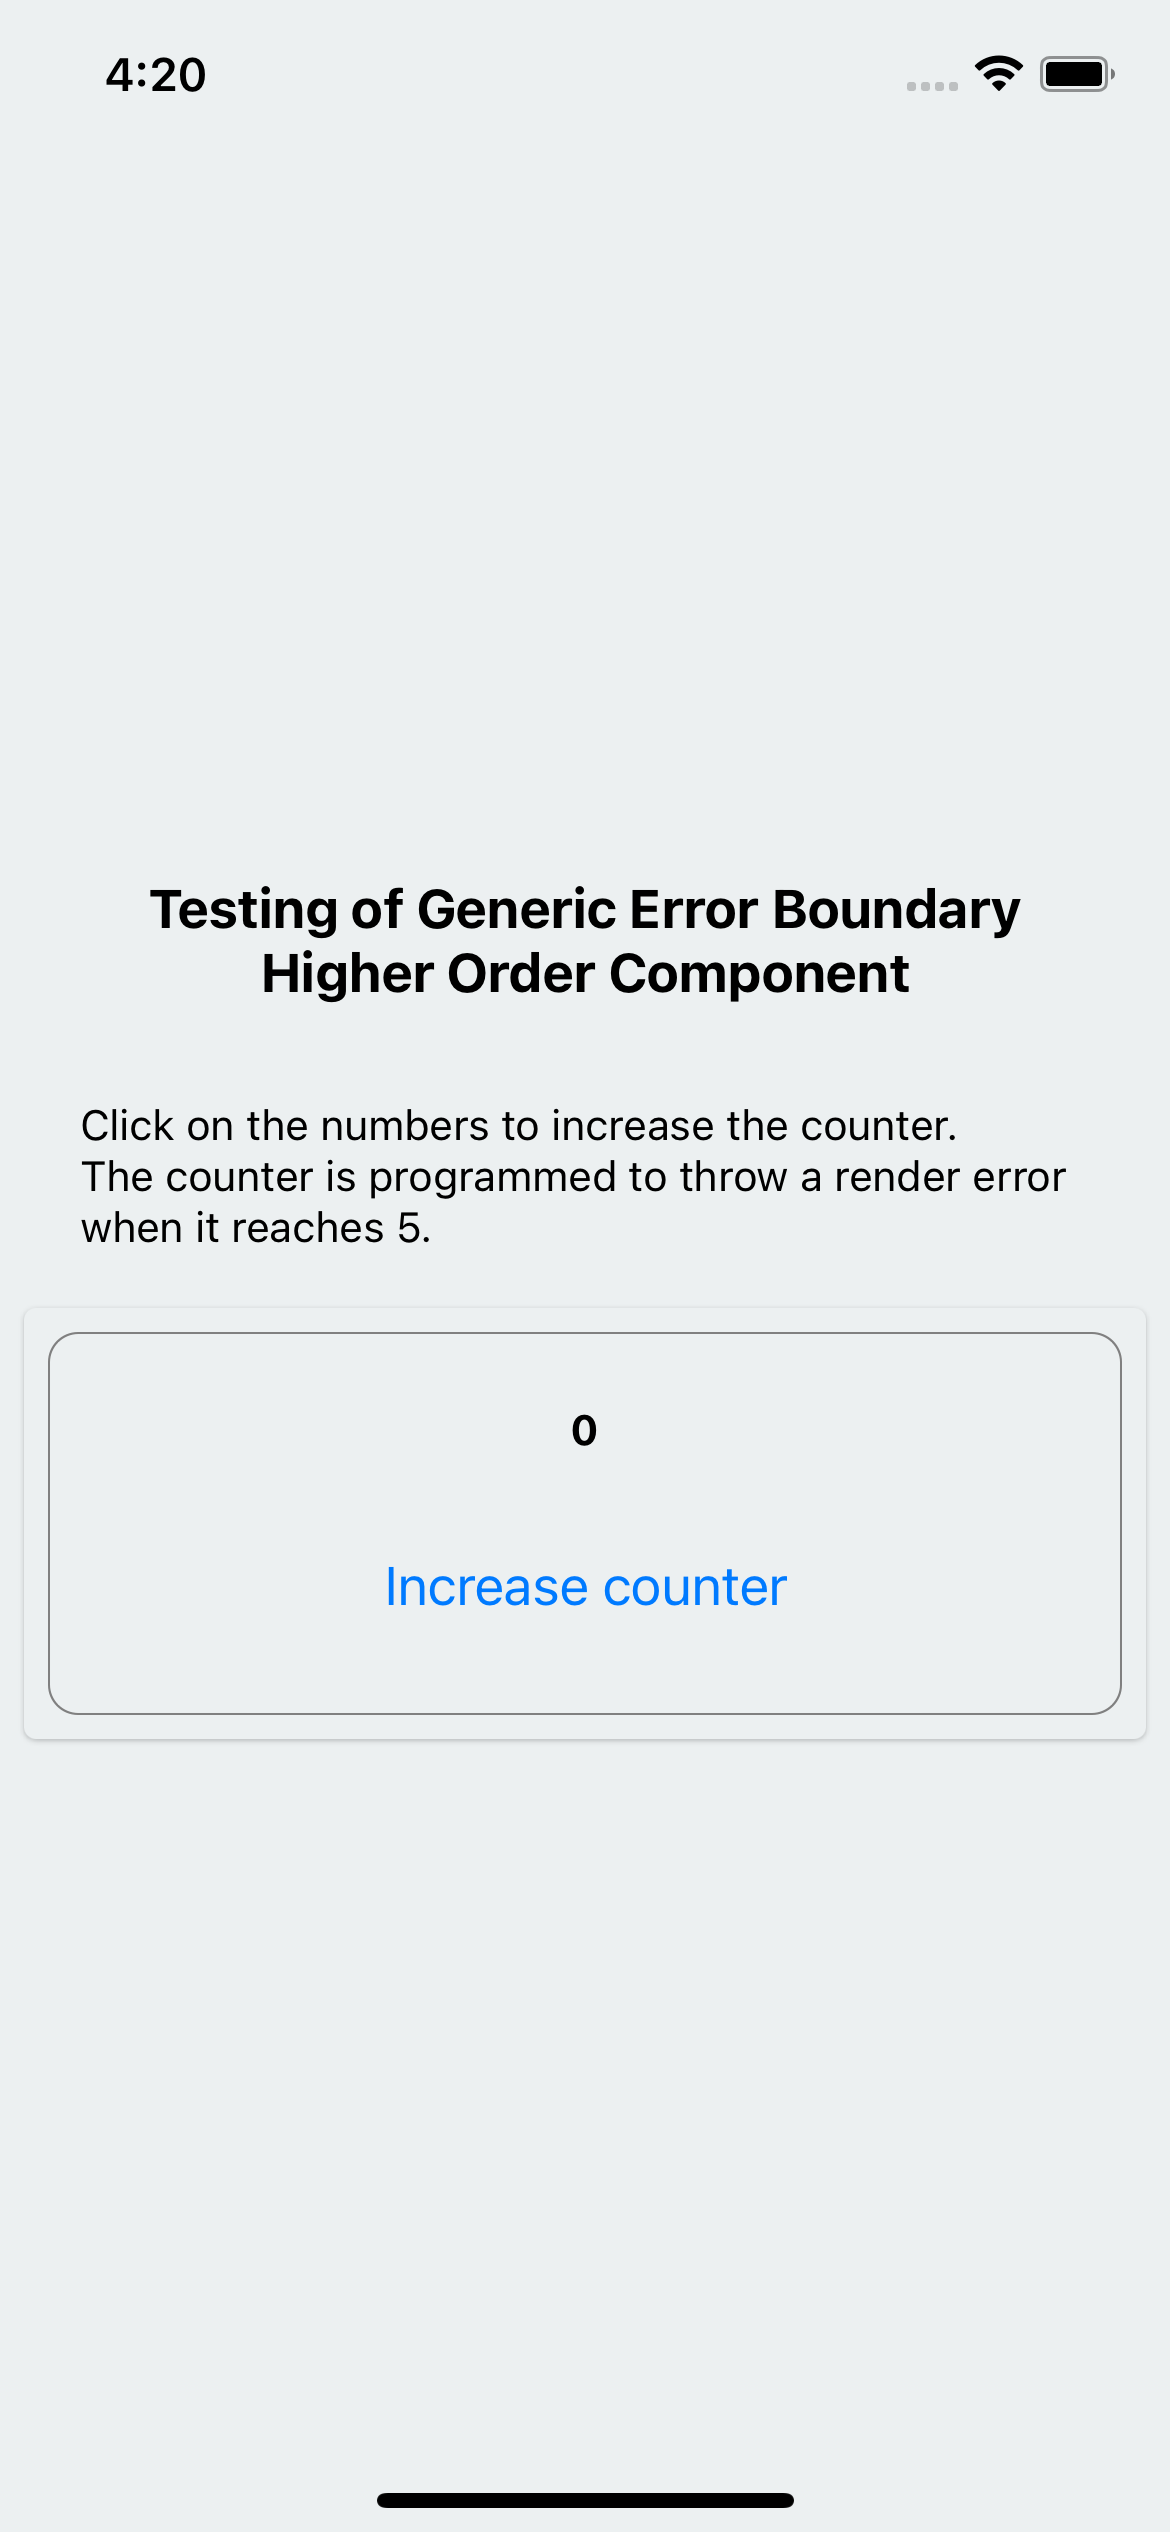 4:20
Testing of Generic Error Boundary
Higher Order Component
Click on the numbers to increase the counter.
The counter is programmed to throw a render error
when it reaches 5.
0
Increase counter